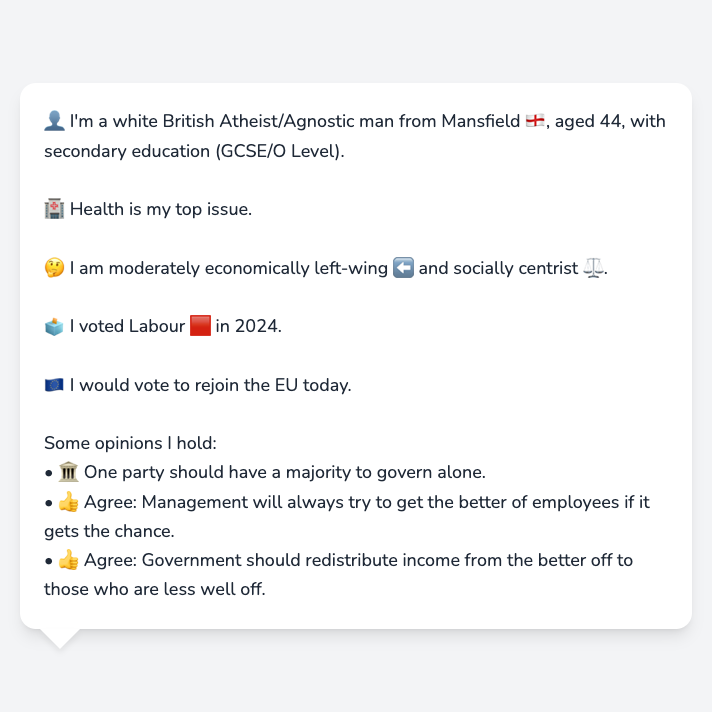 👤 I'm a white British Atheist/Agnostic man from Mansfield 🏴󠁧󠁢󠁥󠁮󠁧󠁿, aged 44, with
secondary education (GCSE/O Level).
🏥 Health is my top issue.
🤔 I am moderately economically left-wing ⬅️ and socially centrist ⚖️.
🗳️ I voted Labour 🟥 in 2024.
🇪🇺 I would vote to rejoin the EU today.
Some opinions I hold:
• 🏛️ One party should have a majority to govern alone.
• 👍 Agree: Management will always try to get the better of employees if it
gets the chance.
• 👍 Agree: Government should redistribute income from the better off to
those who are less well off.